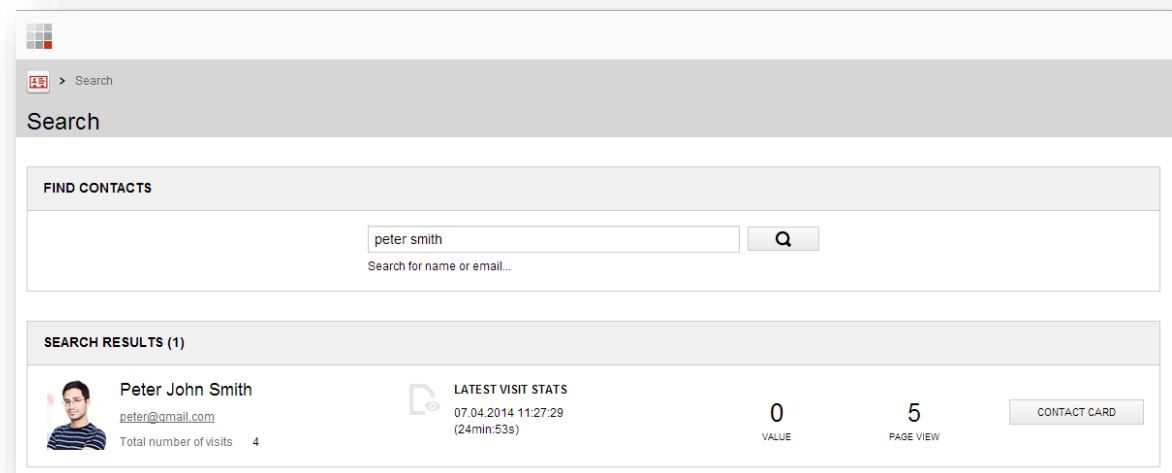 > Search
Search
FIND CONTACTS
peter smith
Search for name or email...
SEARCH RESULTS (1)
Peter John Smith
peter@gmail.com
Total number of visits 4
LATEST VISIT STATS
07.04.2014 11:27:29
(24min:53s)
0
VALUE
5
PAGE VIEW
CONTACT CARD